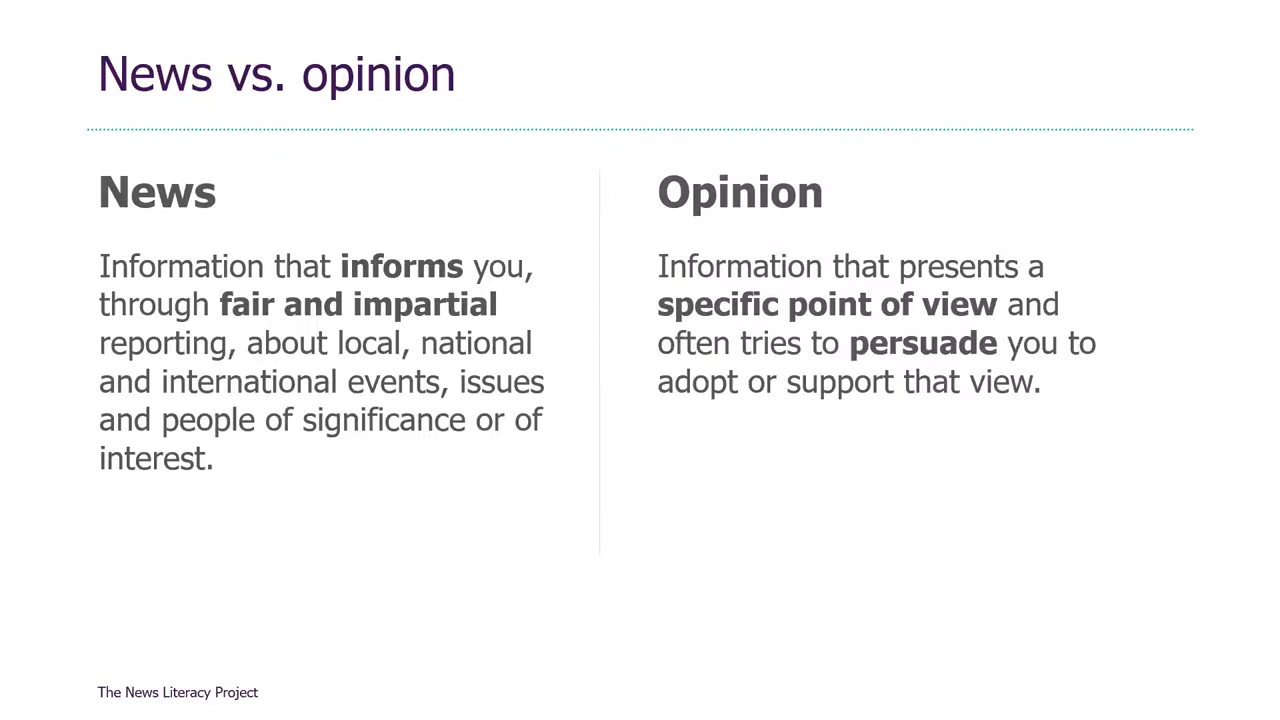 News vs. opinion
News
Information that informs you,
through fair and impartial
reporting, about local, national
and international events, issues
and people of significance or of
interest.
Opinion
Information that presents a
specific point of view and
often tries to persuade you to
adopt or support that view.
The News Literacy Project